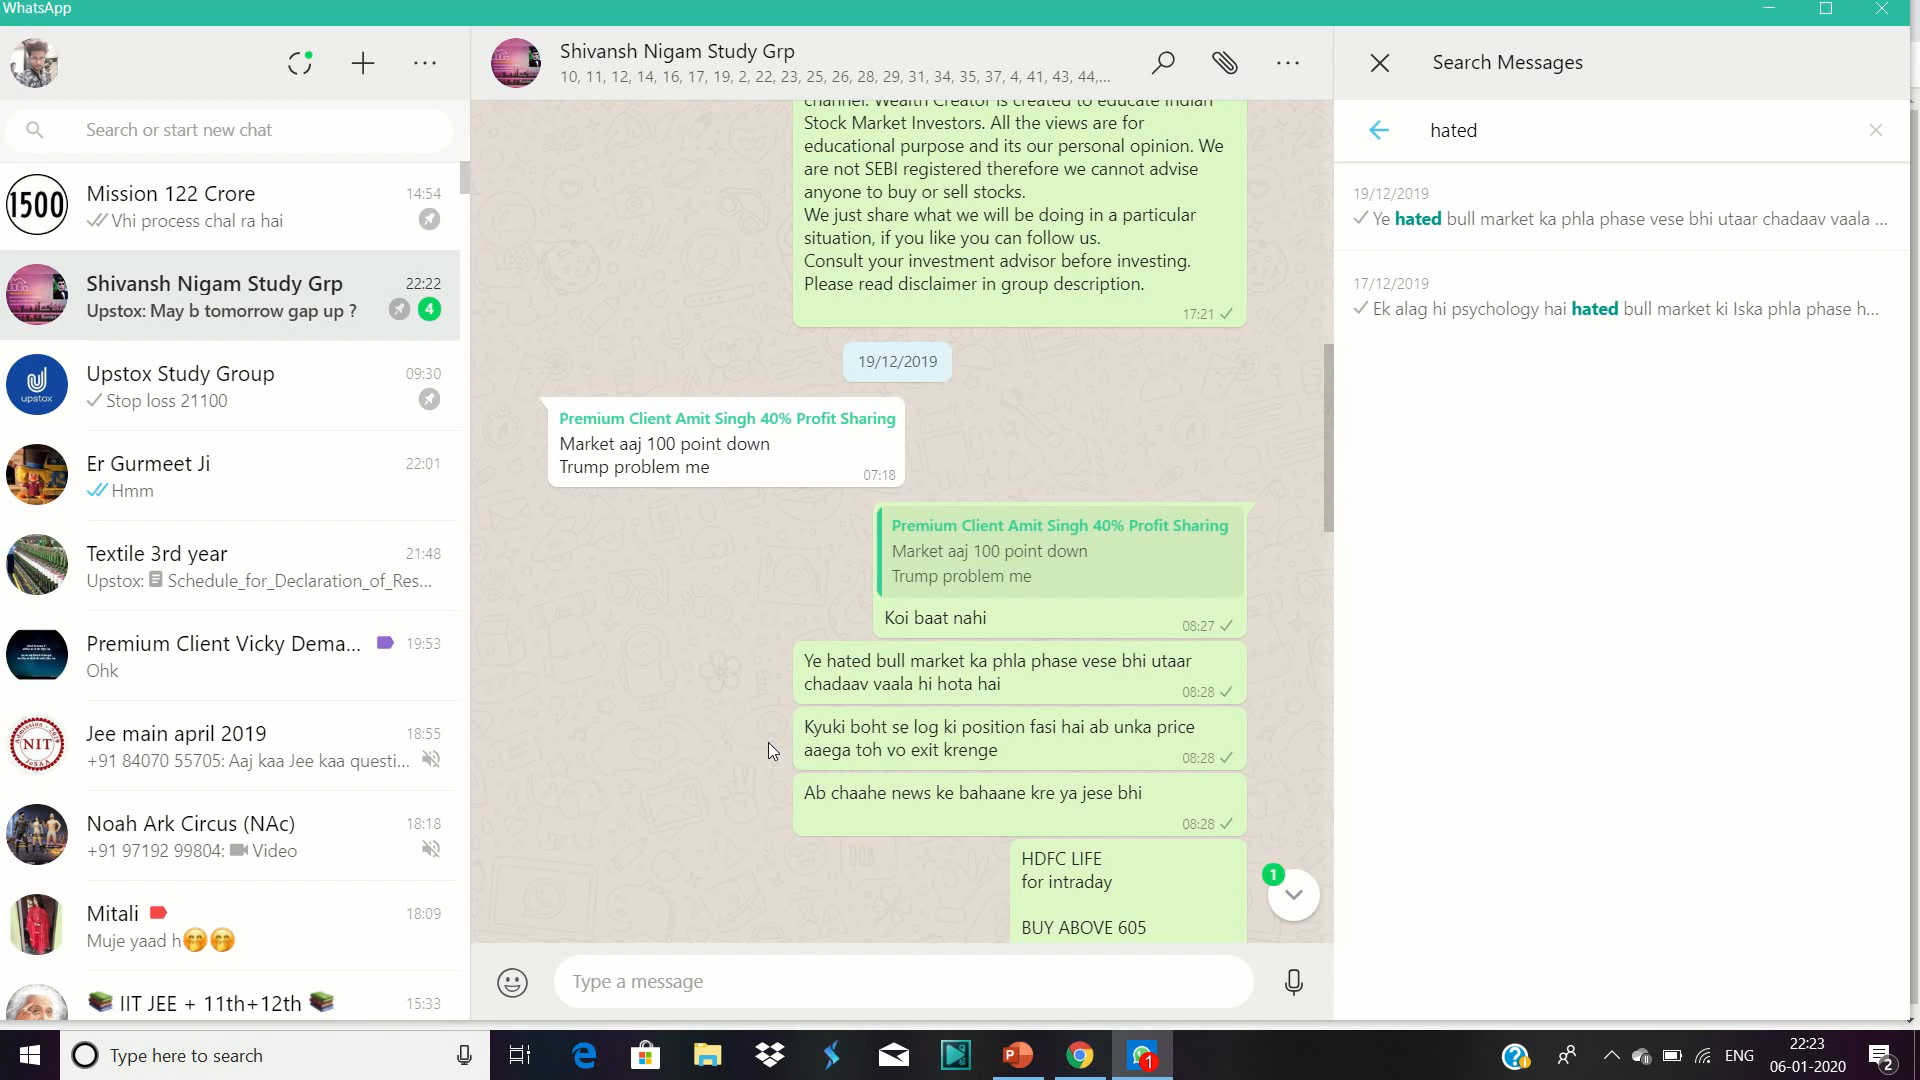 WhatsApp
Search or start new chat
1500
Mission 122 Crore
14:54
Vhi process chal ra hai
Shivansh Nigam Study Grp
22:22
Upstox: May b tomorrow gap up ?
4
upstox
Upstox Study Group
09:30
Stop loss 21100
Er Gurmeet Ji
22:01
Hmm
Textile 3rd year
21:48
Upstox: Schedule_for_Declaration_of_Res...
Premium Client Vicky Dema...
19:53
Ohk
NIT
Jee main april 2019
18:55
+91 84070 55705: Aaj kaa Jee kaa questi...
Noah Ark Circus (NAc)
18:18
+91 97192 99804: Video
Mitali
18:09
Muje yaad h🤭🤭
📚 IIT JEE + 11th+12th 📚
15:33
Shivansh Nigam Study Grp
10, 11, 12, 14, 16, 17, 19, 2, 22, 23, 25, 26, 28, 29, 31, 34, 35, 37, 4, 41, 43, 44,...
channel. Wealth Creator is created to educate Indian
Stock Market Investors. All the views are for
educational purpose and its our personal opinion. We
are not SEBI registered therefore we cannot advise
anyone to buy or sell stocks.
We just share what we will be doing in a particular
situation, if you like you can follow us.
Consult your investment advisor before investing.
Please read disclaimer in group description.
17:21
19/12/2019
Premium Client Amit Singh 40% Profit Sharing
Market aaj 100 point down
Trump problem me
07:18
Premium Client Amit Singh 40% Profit Sharing
Market aaj 100 point down
Trump problem me
Koi baat nahi
08:27
Ye hated bull market ka phla phase vese bhi utaar
chadaav vaala hi hota hai
08:28
Kyuki boht se log ki position fasi hai ab unka price
aaega toh vo exit krenge
08:28
Ab chaahe news ke bahaane kre ya jese bhi
08:28
HDFC LIFE
for intraday
BUY ABOVE 605
1
Type a message
Search Messages
hated
19/12/2019
Ye hated bull market ka phla phase vese bhi utaar chadaav vaala ...
17/12/2019
Ek alag hi psychology hai hated bull market ki Iska phla phase h...
Type here to search
1
ENG
22:23
06-01-2020
2